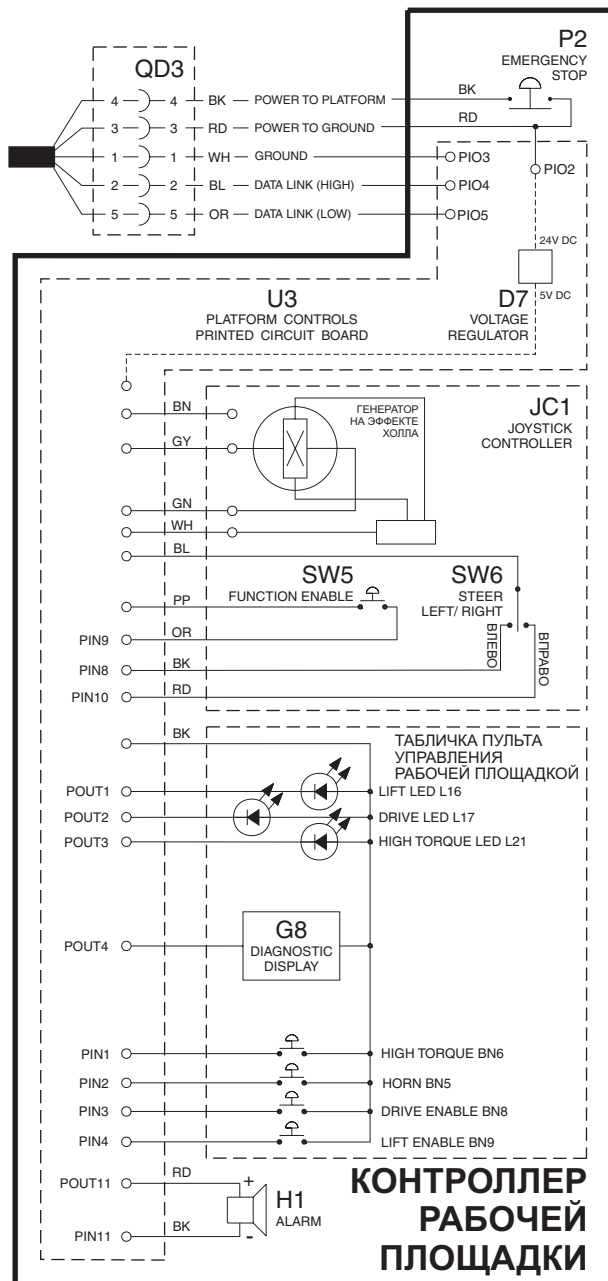 P2
EMERGENCY
STOP
QD3
4 4 BK POWER TO PLATFORM BK
3 3 RD POWER TO GROUND RD
1 1 WH GROUND PIO3 PIO2
2 2 BL DATA LINK (HIGH) PIO4
5 5 OR DATA LINK (LOW) PIO5
24V DC
5V DC
U3
PLATFORM CONTROLS
PRINTED CIRCUIT BOARD
D7
VOLTAGE
REGULATOR
BN
GY
GN
WH
BL
ГЕНЕРАТОР
НА ЭФФЕКТЕ
ХОЛЛА
JC1
JOYSTICK
CONTROLLER
SW5
FUNCTION ENABLE
SW6
STEER
LEFT/ RIGHT
PP
PIN9 OR
PIN8 BK
PIN10 RD
ВЛЕВО
ВПРАВО
BK
ТАБЛИЧКА ПУЛЬТА
УПРАВЛЕНИЯ
РАБОЧЕЙ ПЛОЩАДКОЙ
POUT1 LIFT LED L16
POUT2 DRIVE LED L17
POUT3 HIGH TORQUE LED L21
POUT4
G8
DIAGNOSTIC
DISPLAY
PIN1 HIGH TORQUE BN6
PIN2 HORN BN5
PIN3 DRIVE ENABLE BN8
PIN4 LIFT ENABLE BN9
POUT11 RD +
H1
ALARM
PIN11 BK -
КОНТРОЛЛЕР
РАБОЧЕЙ
ПЛОЩАДКИ